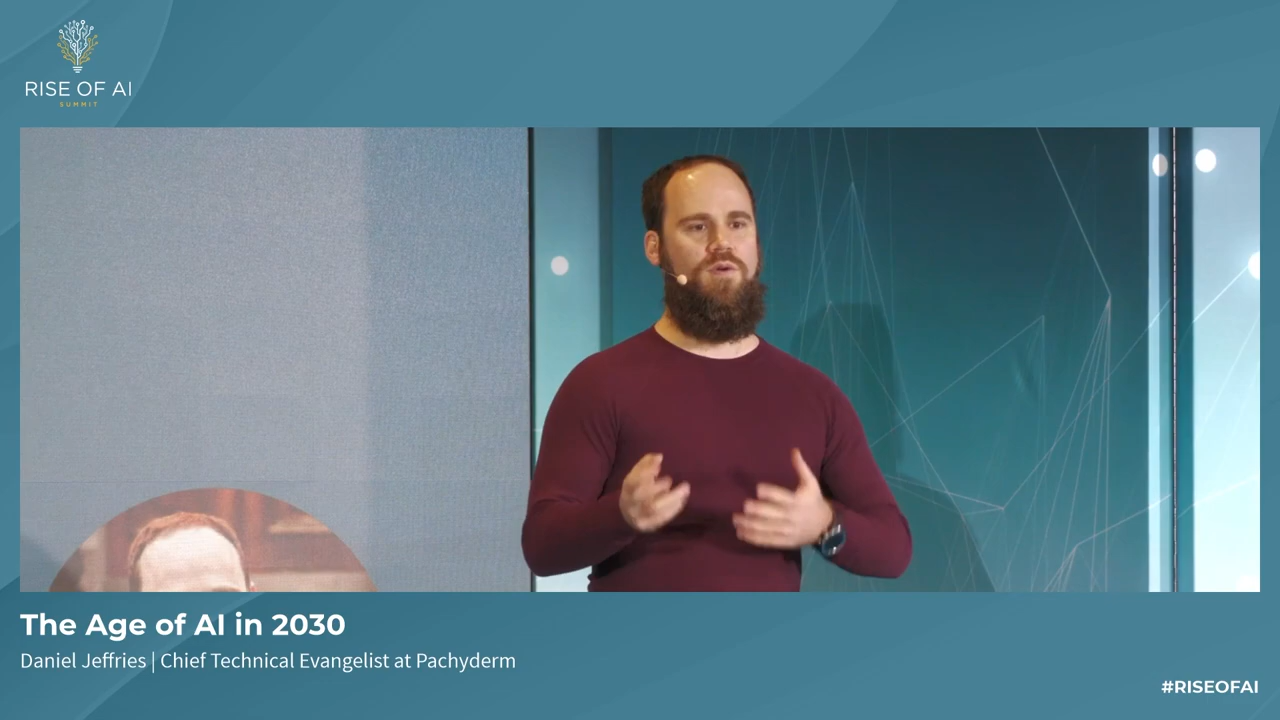 RISE OF AI
SUMMIT
The Age of AI in 2030
Daniel Jeffries | Chief Technical Evangelist at Pachyderm
#RISEOFAI